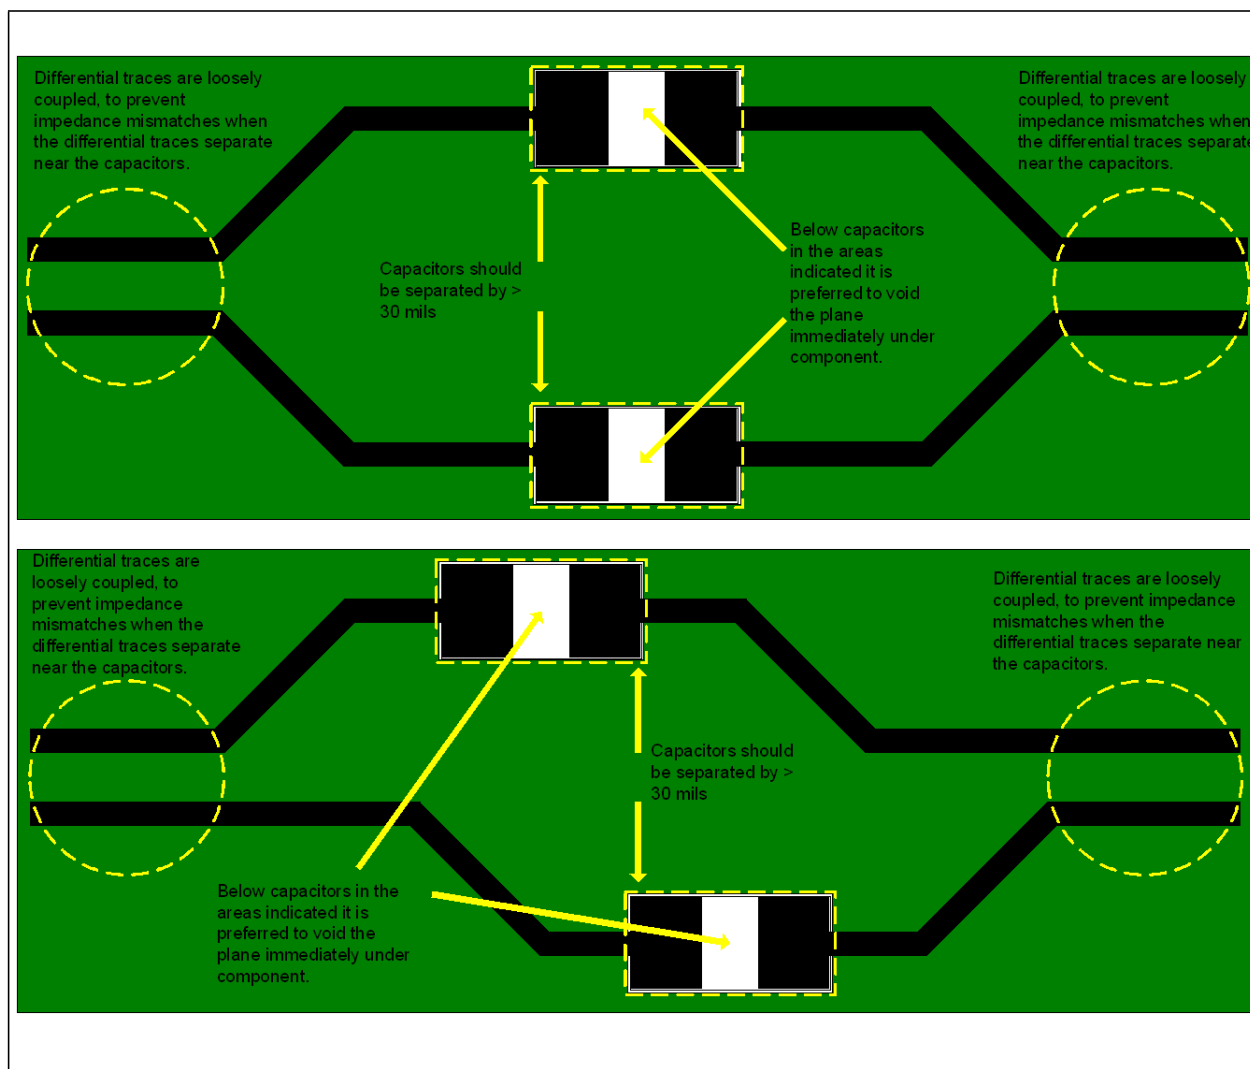 Differential traces are loosely
coupled, to prevent
impedance mismatches when
the differential traces separate
near the capacitors.
Differential traces are loosely
coupled, to prevent
impedance mismatches when
the differential traces separate
near the capacitors.
Capacitors should
be separated by >
30 mils
Below capacitors
in the areas
indicated it is
preferred to void
the plane
immediately under
component.
Differential traces are
loosely coupled, to
prevent impedance
mismatches when the
differential traces separate
near the capacitors.
Differential traces are loosely
coupled, to prevent impedance
mismatches when the
differential traces separate near
the capacitors.
Capacitors should
be separated by >
30 mils
Below capacitors in the
areas indicated it is
preferred to void the
plane immediately under
component.